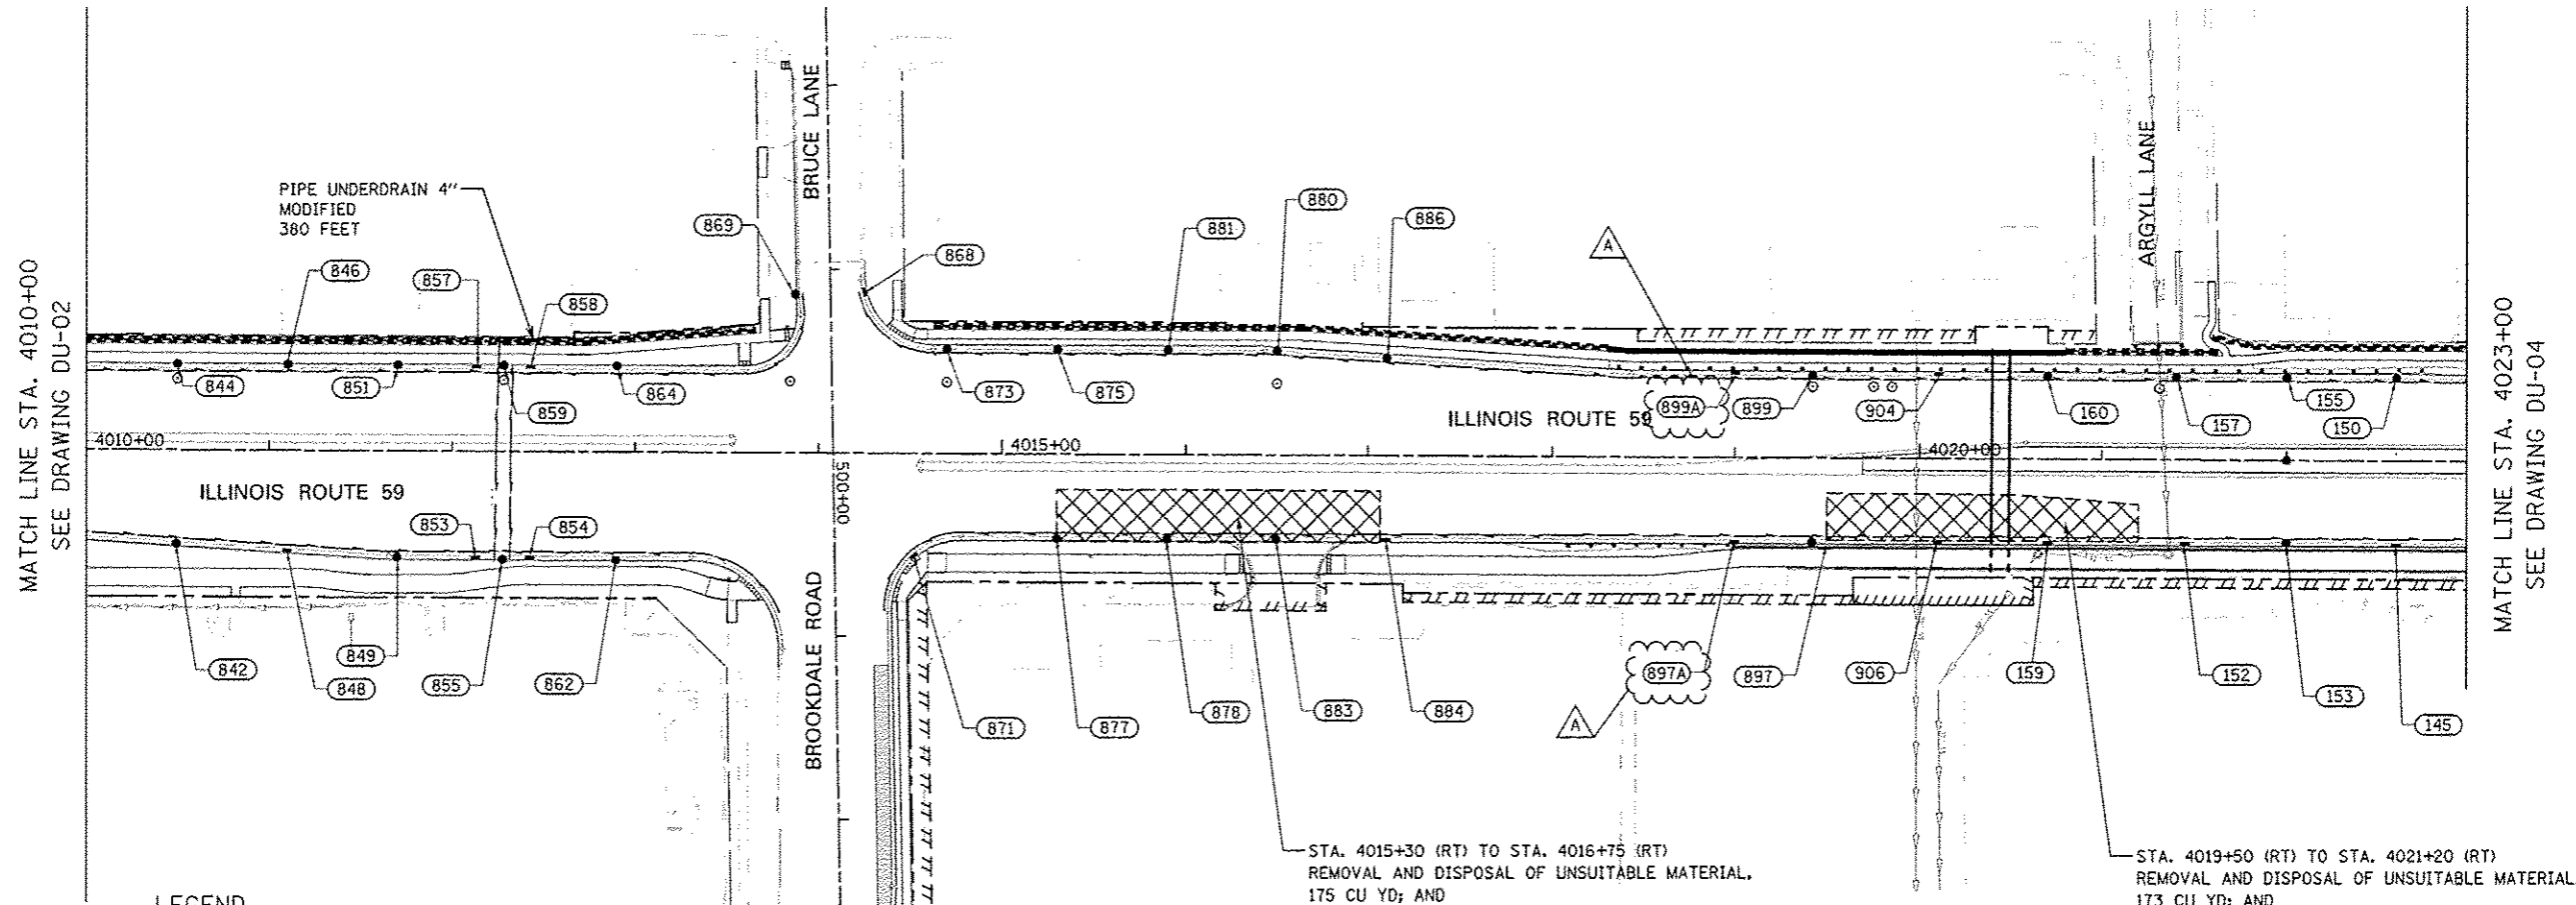 MATCH LINE STA. 4010+00
SEE DRAWING DU-02
PIPE UNDERDRAIN 4"
MODIFIED
380 FEET
BRUCE LANE
ARGYLL LANE
869
868
881
880
886
A
846
857
858
844
851
859
864
873
875
899A
899
904
160
157
155
150
ILLINOIS ROUTE 59
4010+00
4015+00
4020+00
500+00
ILLINOIS ROUTE 59
853
854
842
848
849
855
862
BROOKDALE ROAD
871
877
878
883
884
897A
A
897
906
159
152
153
145
STA. 4015+30 (RT) TO STA. 4016+75 (RT)
REMOVAL AND DISPOSAL OF UNSUITABLE MATERIAL,
175 CU YD; AND
STA. 4019+50 (RT) TO STA. 4021+20 (RT)
REMOVAL AND DISPOSAL OF UNSUITABLE MATERIAL
173 CU YD; AND
LEGEND
MATCH LINE STA. 4023+00
SEE DRAWING DU-04